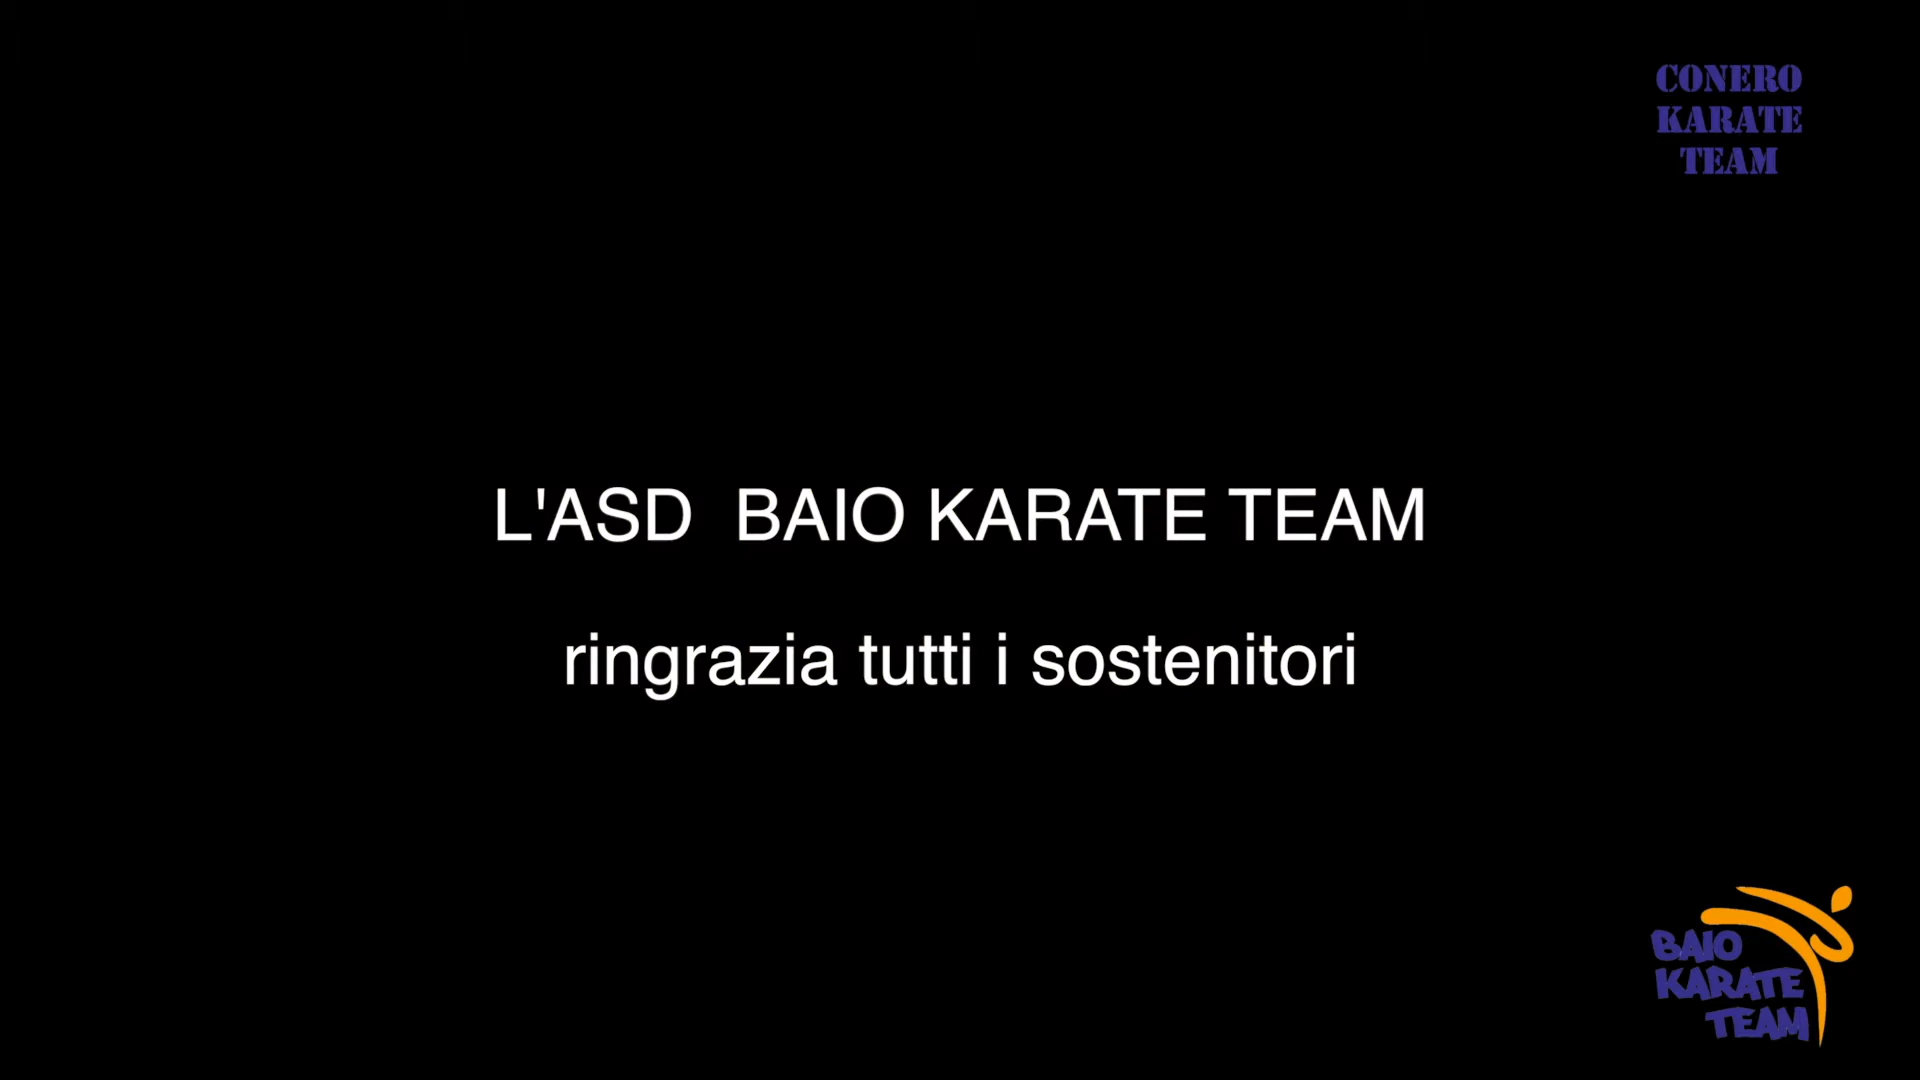 CONERO
KARATE
TEAM
L'ASD  BAIO KARATE TEAM
ringrazia tutti i sostenitori
BAIO
KARATE
TEAM